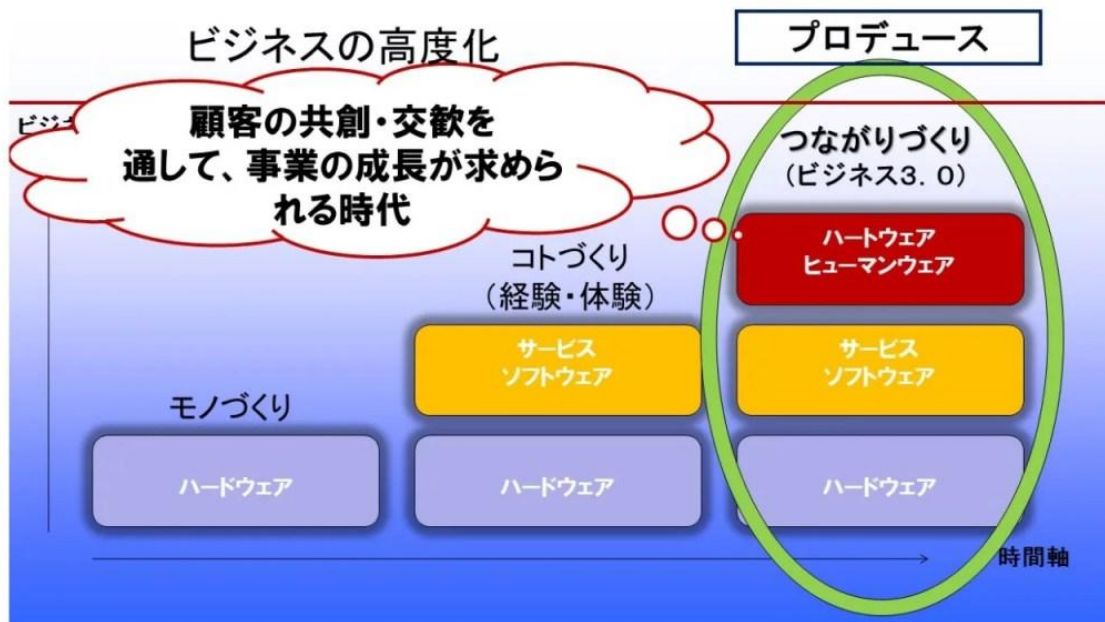 ビジネスの高度化
プロデュース
顧客の共創・交歓を
通して、事業の成長が求めら
れる時代
つながりづくり
(ビジネス3.0)
ハートウェア
ヒューマンウェア
コトづくり
(経験・体験)
サービス
ソフトウェア
サービス
ソフトウェア
モノづくり
ハードウェア
ハードウェア
ハードウェア
時間軸